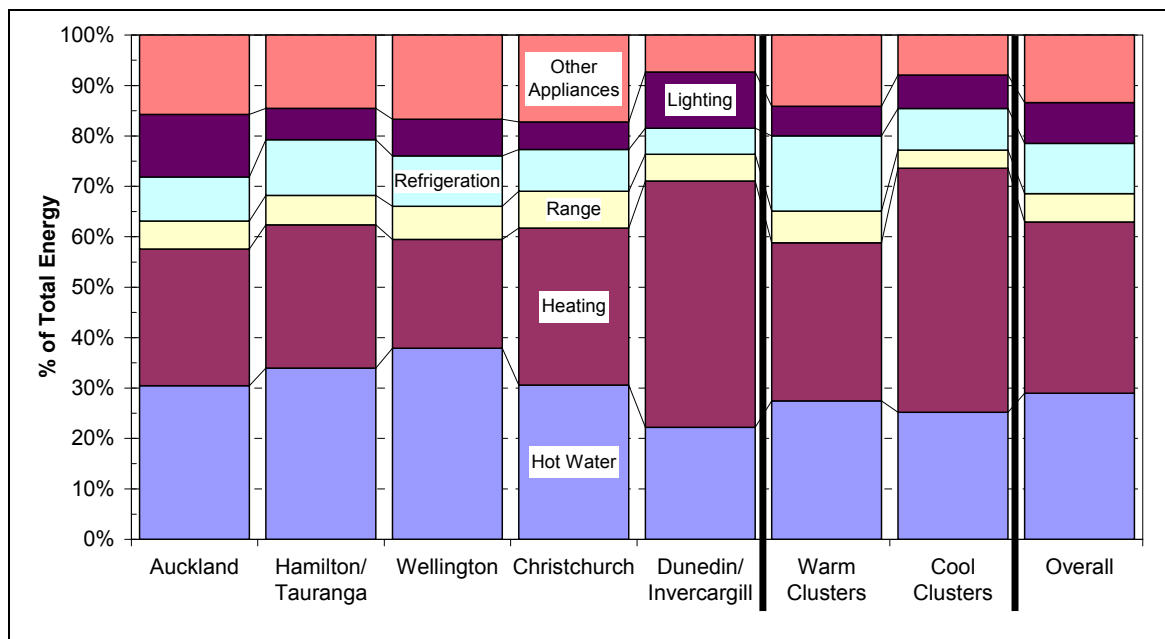 100%
90%
80%
70%
60%
50%
40%
30%
20%
10%
0%
% of Total Energy
Other
Appliances
Lighting
Refrigeration
Range
Heating
Hot Water
Auckland
Hamilton/
Tauranga
Wellington
Christchurch
Dunedin/
Invercargill
Warm
Clusters
Cool
Clusters
Overall